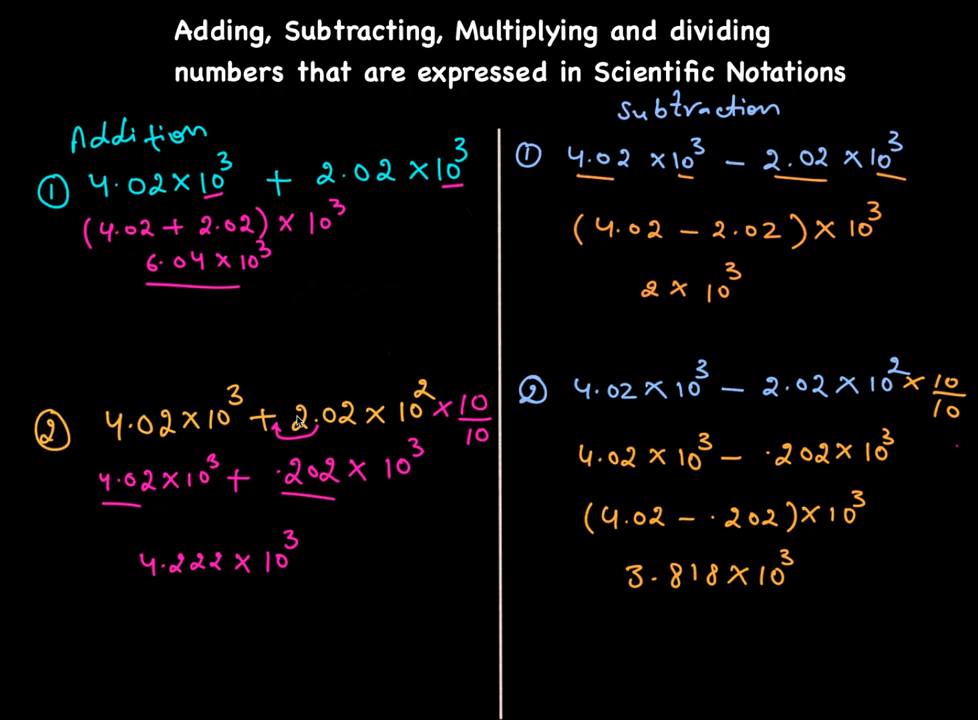 Adding, Subtracting, Multiplying and dividing
numbers that are expressed in Scientific Notations
Addition
① 4.02 × 10³ + 2.02 × 10³
(4.02 + 2.02) × 10³
6.04 × 10³
② 4.02 × 10³ + 2.02 × 10² × 10/10
4.02 × 10³ + .202 × 10³
4.222 × 10³
Subtraction
① 4.02 × 10³ − 2.02 × 10³
(4.02 − 2.02) × 10³
2 × 10³
② 4.02 × 10³ − 2.02 × 10² × 10/10
4.02 × 10³ − .202 × 10³
(4.02 − .202) × 10³
3.818 × 10³